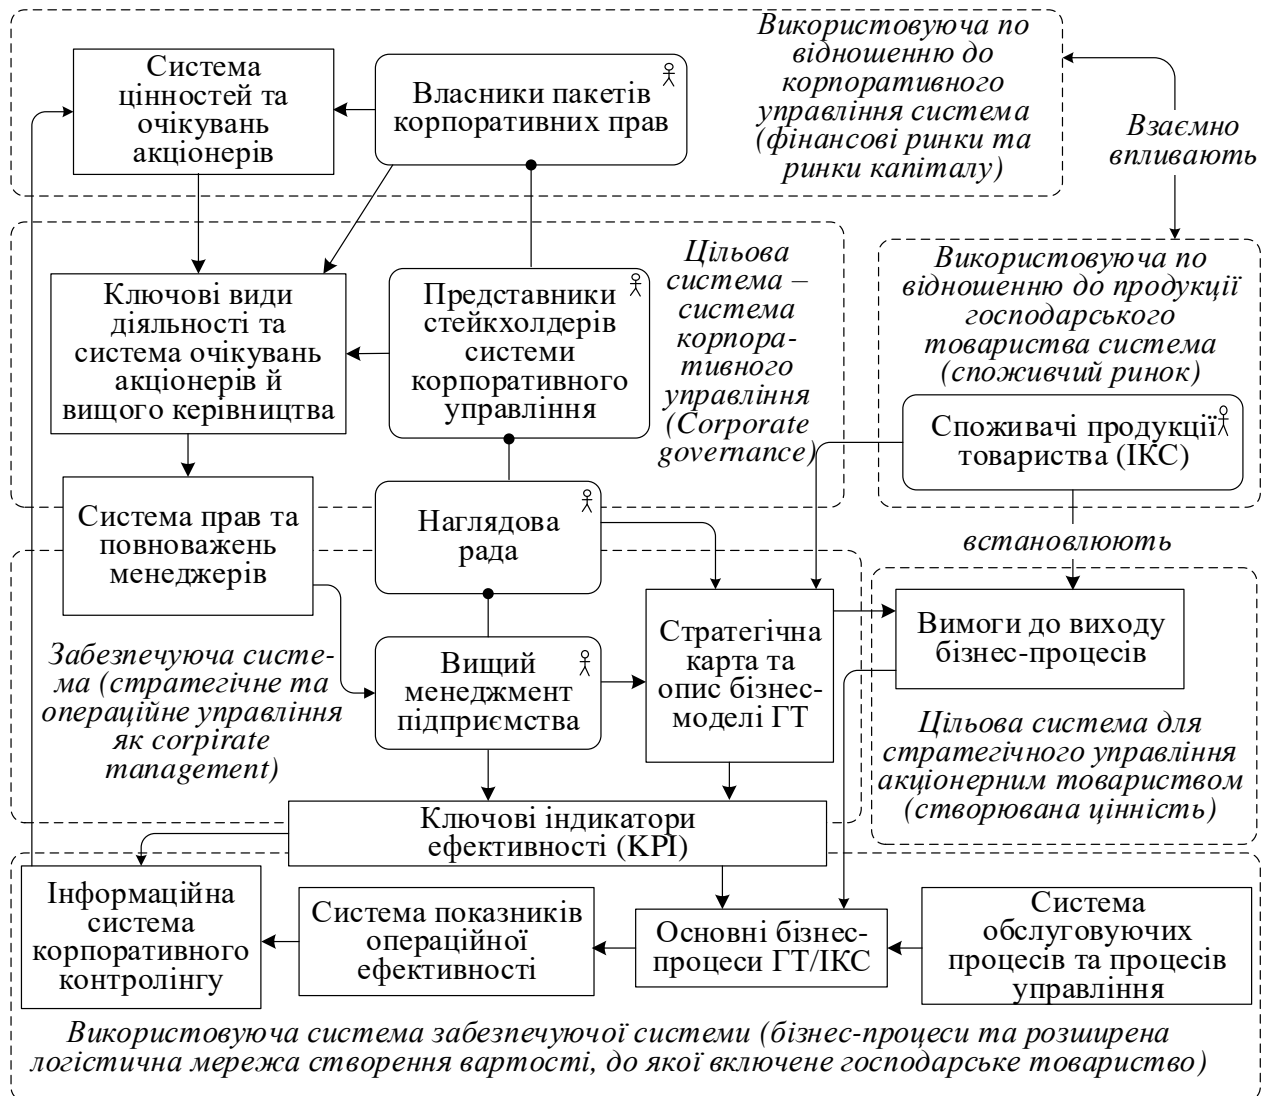 Використовуюча по
відношенню до
корпоративного
управління система
(фінансові ринки та
ринки капіталу)
Система
цінностей та
очікувань
акціонерів
Власники пакетів
корпоративних прав
Взаємно
впливають
Ключові види
діяльності та
система очікувань
акціонерів й
вищого керівництва
Представники
стейкхолдерів
системи
корпоративного
управління
Цільова
система –
система
корпора-
тивного
управління
(Corporate
governance)
Використовуюча по
відношенню до продукції
господарського
товариства система
(споживчий ринок)
Споживачі продукції
товариства (ІКС)
Система прав та
повноважень
менеджерів
Наглядова
рада
встановлюють
Забезпечуюча систе-
ма (стратегічне та
операційне управління
як corpirate
management)
Вищий
менеджмент
підприємства
Стратегічна
карта та
опис бізнес-
моделі ГТ
Вимоги до виходу
бізнес-процесів
Цільова система для
стратегічного управління
акціонерним товариством
(створювана цінність)
Ключові індикатори
ефективності (KPI)
Інформаційна
система
корпоративного
контролінгу
Система показників
операційної
ефективності
Основні бізнес-
процеси ГТ/ІКС
Система
обслуговуючих
процесів та процесів
управління
Використовуюча система забезпечуючої системи (бізнес-процеси та розширена
логістична мережа створення вартості, до якої включене господарське товариство)